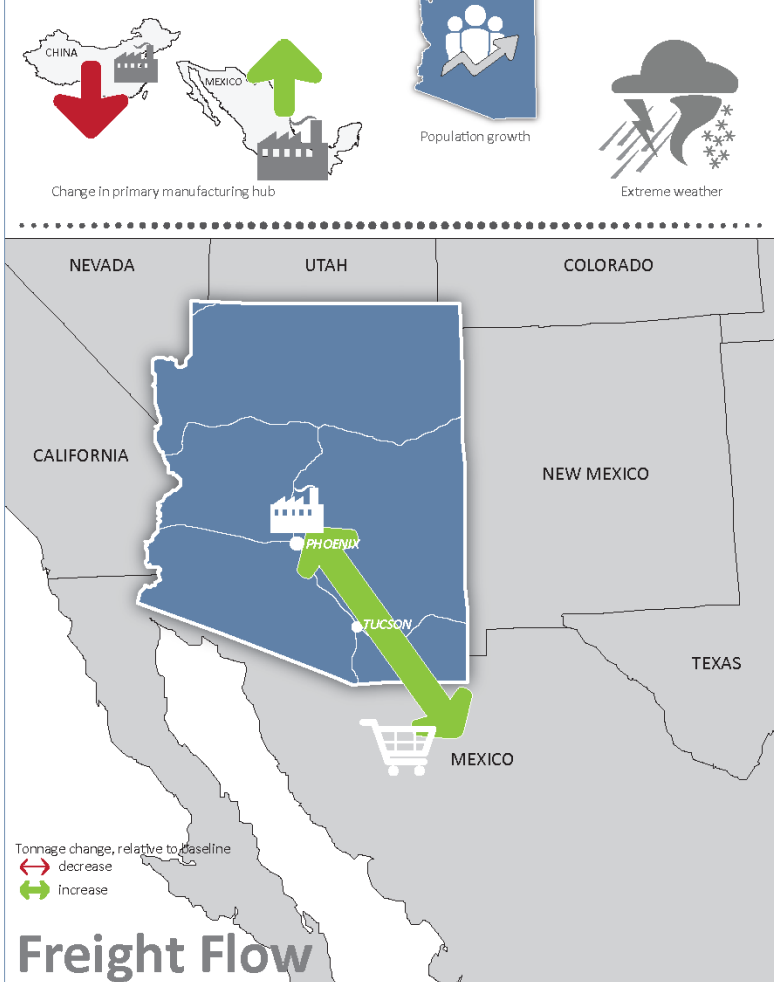 CHINA
MEXICO
Population growth
Change in primary manufacturing hub
Extreme weather
NEVADA
UTAH
COLORADO
CALIFORNIA
NEW MEXICO
PHOENIX
TUCSON
TEXAS
MEXICO
Tonnage change, relative to baseline
decrease
increase
Freight Flow